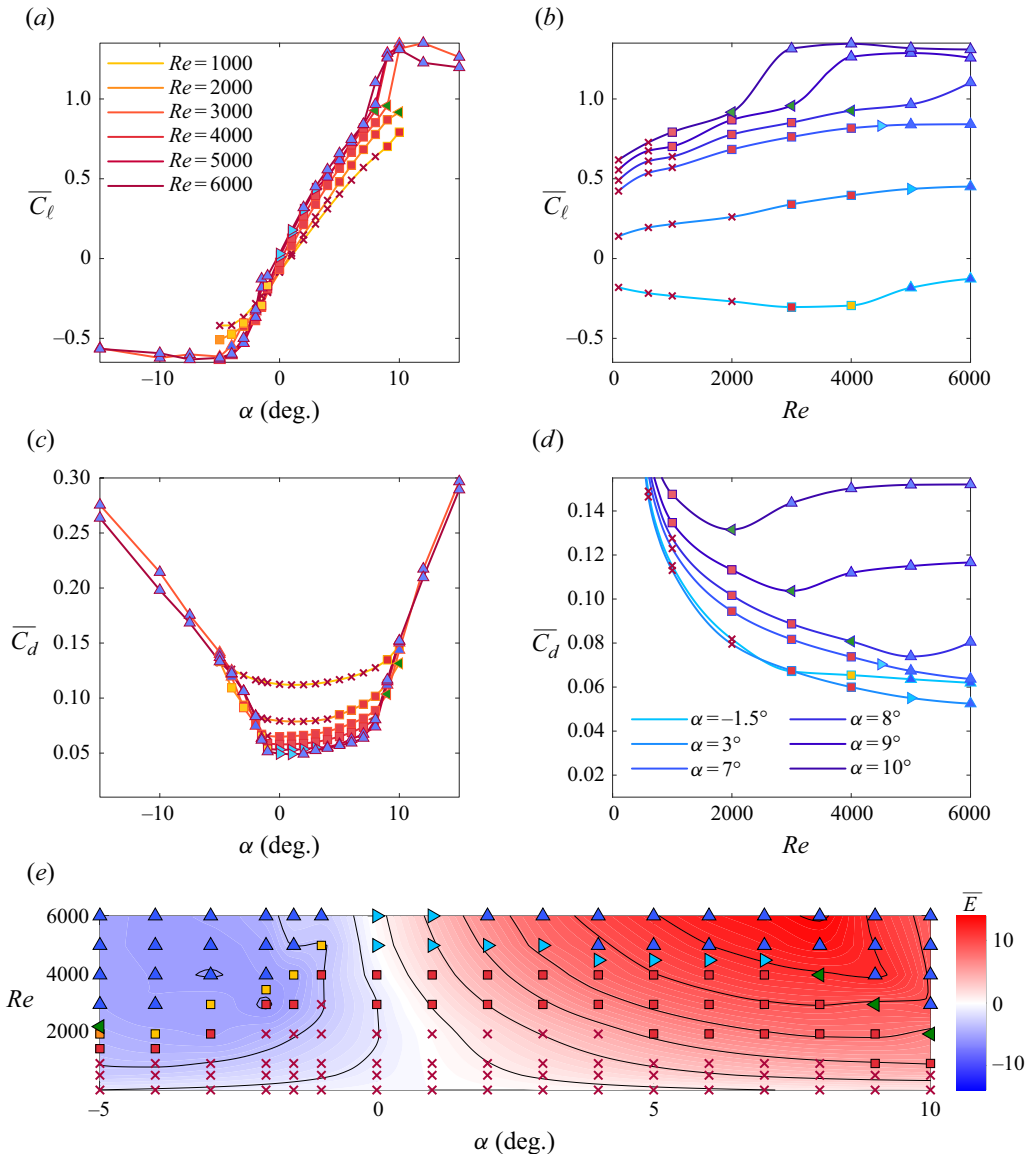 (a)
(b)
Re = 1000
Re = 2000
Re = 3000
Re = 4000
Re = 5000
Re = 6000
1.0
0.5
0
–0.5
C_ℓ
–10 0 10
α (deg.)
1.0
0.5
0
–0.5
C_ℓ
0 2000 4000 6000
Re
(c)
(d)
0.30
0.25
0.20
0.15
0.10
0.05
C_d
–10 0 10
α (deg.)
0.14
0.12
0.10
0.08
0.06
0.04
0.02
C_d
α = –1.5°
α = 3°
α = 7°
α = 8°
α = 9°
α = 10°
0 2000 4000 6000
Re
(e)
6000
4000
2000
Re
–5 0 5 10
α (deg.)
E
10
0
–10